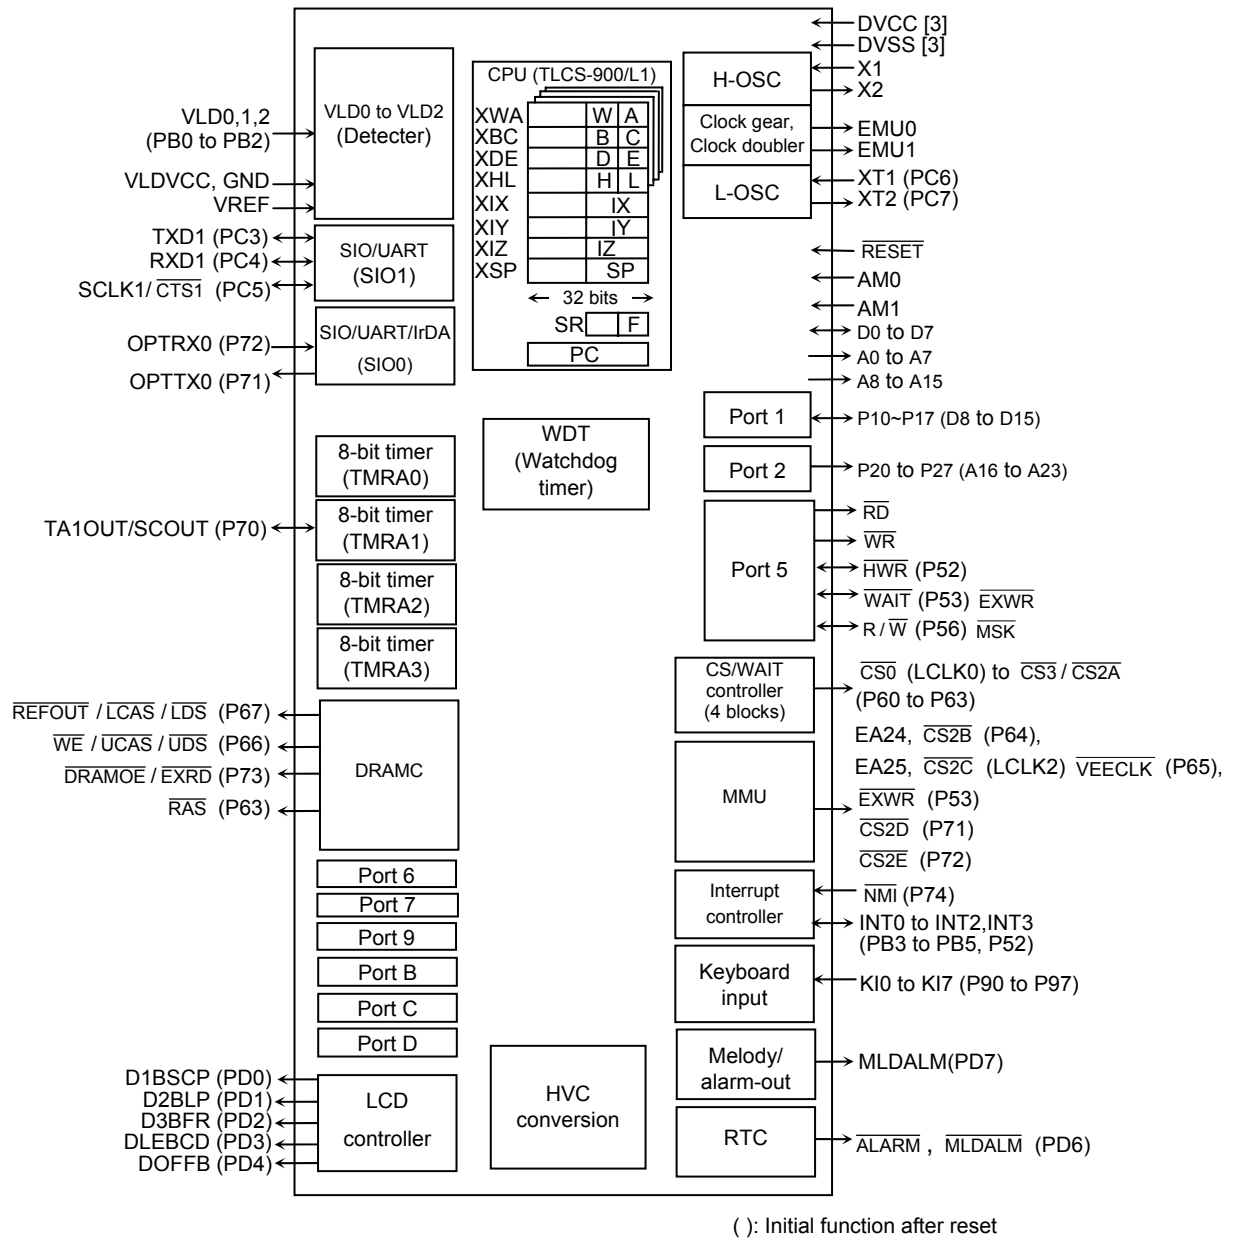 DVCC [3]
DVSS [3]
X1
X2
H-OSC
Clock gear,
Clock doubler
EMU0
EMU1
L-OSC
XT1 (PC6)
XT2 (PC7)
CPU (TLCS-900/L1)
XWA W A
XBC B C
XDE D E
XHL H L
XIX IX
XIY IY
XIZ IZ
XSP SP
32 bits
SR F
PC
VLD0,1,2
(PB0 to PB2)
VLD0 to VLD2
(Detecter)
VLDVCC, GND
VREF
TXD1 (PC3)
RXD1 (PC4)
SCLK1/ CTS1 (PC5)
SIO/UART
(SIO1)
OPTRX0 (P72)
OPTTX0 (P71)
SIO/UART/IrDA
(SIO0)
RESET
AM0
AM1
D0 to D7
A0 to A7
A8 to A15
Port 1
P10~P17 (D8 to D15)
Port 2
P20 to P27 (A16 to A23)
WDT
(Watchdog
timer)
8-bit timer
(TMRA0)
TA1OUT/SCOUT (P70)
8-bit timer
(TMRA1)
8-bit timer
(TMRA2)
8-bit timer
(TMRA3)
Port 5
RD
WR
HWR (P52)
WAIT (P53) EXWR
R / W (P56) MSK
CS/WAIT
controller
(4 blocks)
CS0 (LCLK0) to CS3 / CS2A
(P60 to P63)
REFOUT / LCAS / LDS (P67)
WE / UCAS / UDS (P66)
DRAMOE / EXRD (P73)
RAS (P63)
DRAMC
MMU
EA24, CS2B (P64),
EA25, CS2C (LCLK2) VEECLK (P65),
EXWR (P53)
CS2D (P71)
CS2E (P72)
Port 6
Port 7
Port 9
Port B
Port C
Port D
Interrupt
controller
NMI (P74)
INT0 to INT2,INT3
(PB3 to PB5, P52)
Keyboard
input
KI0 to KI7 (P90 to P97)
Melody/
alarm-out
MLDALM(PD7)
D1BSCP (PD0)
D2BLP (PD1)
D3BFR (PD2)
DLEBCD (PD3)
DOFFB (PD4)
LCD
controller
HVC
conversion
RTC
ALARM , MLDALM (PD6)
( ): Initial function after reset